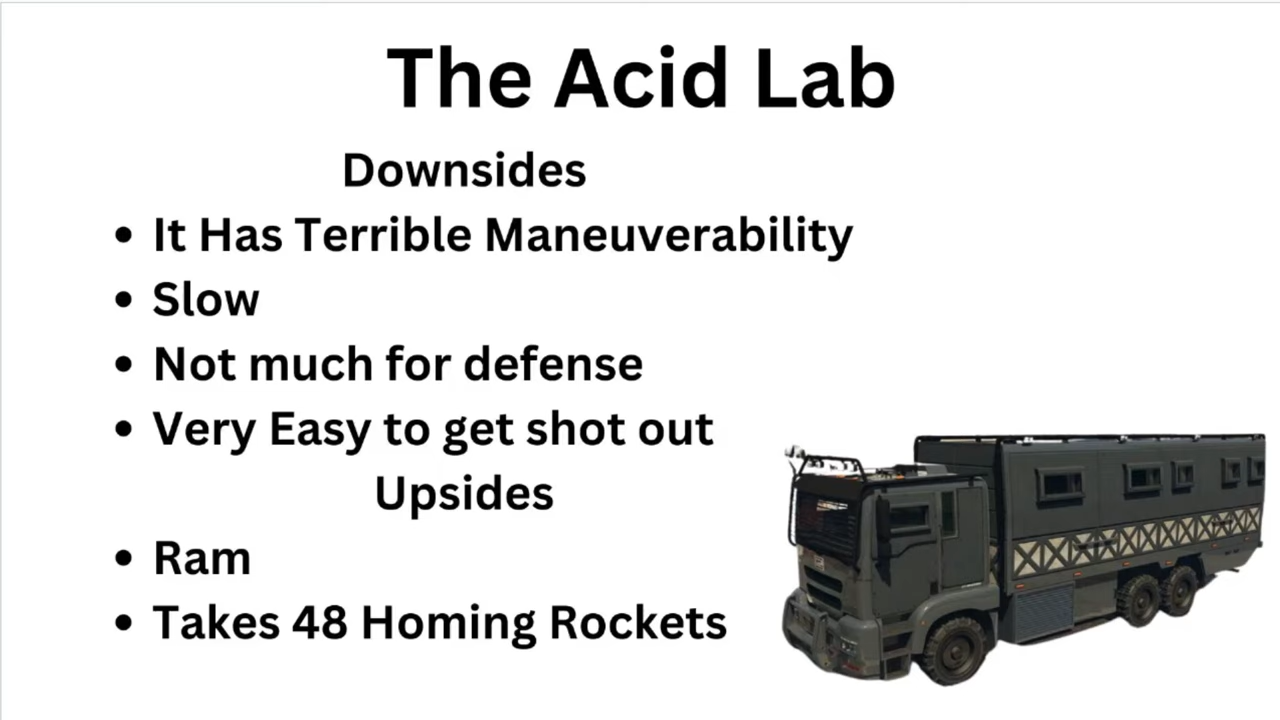 The Acid Lab
Downsides
• It Has Terrible Maneuverability
• Slow
• Not much for defense
• Very Easy to get shot out
Upsides
• Ram
• Takes 48 Homing Rockets